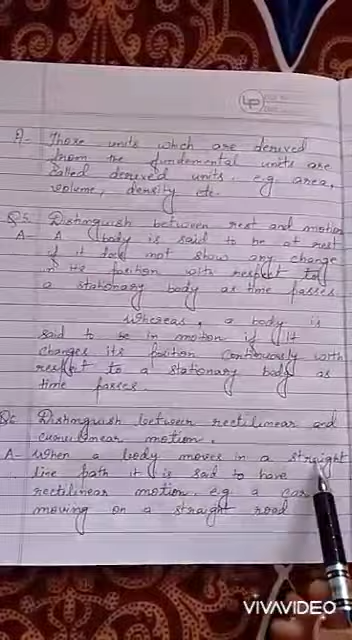 A- Those units which are derived
from the fundamental units are
called derived units. e.g area,
volume, density etc.
Q5 Distinguish between rest and motion
A- A body is said to be at rest
if it does not show any change
in its position with respect to
a stationary body as time passes
Whereas, a body is
said to be in motion if it
changes its position continuously with
respect to a stationary body as
time passes.
Q6 Distinguish between rectilinear and
curvilinear motion.
A- When a body moves in a straight
line path it is said to have
rectilinear motion. e.g a car
moving on a straight road
VIVAVIDEO